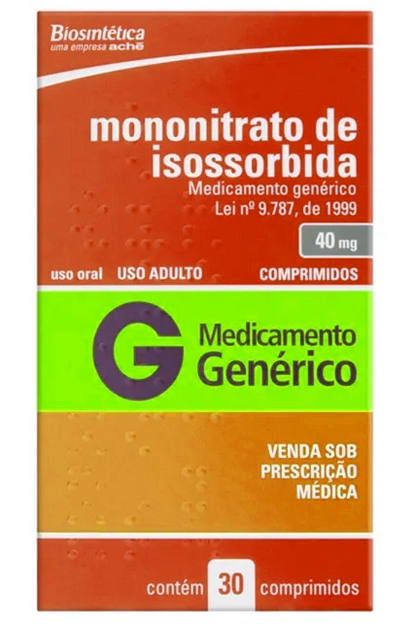 Biosintética
uma empresa achē
mononitrato de
isossorbida
Medicamento genérico
Lei nº 9.787, de 1999
40 mg
uso oral USO ADULTO COMPRIMIDOS
G Medicamento
Genérico
VENDA SOB
PRESCRIÇÃO
MÉDICA
contém 30 comprimidos